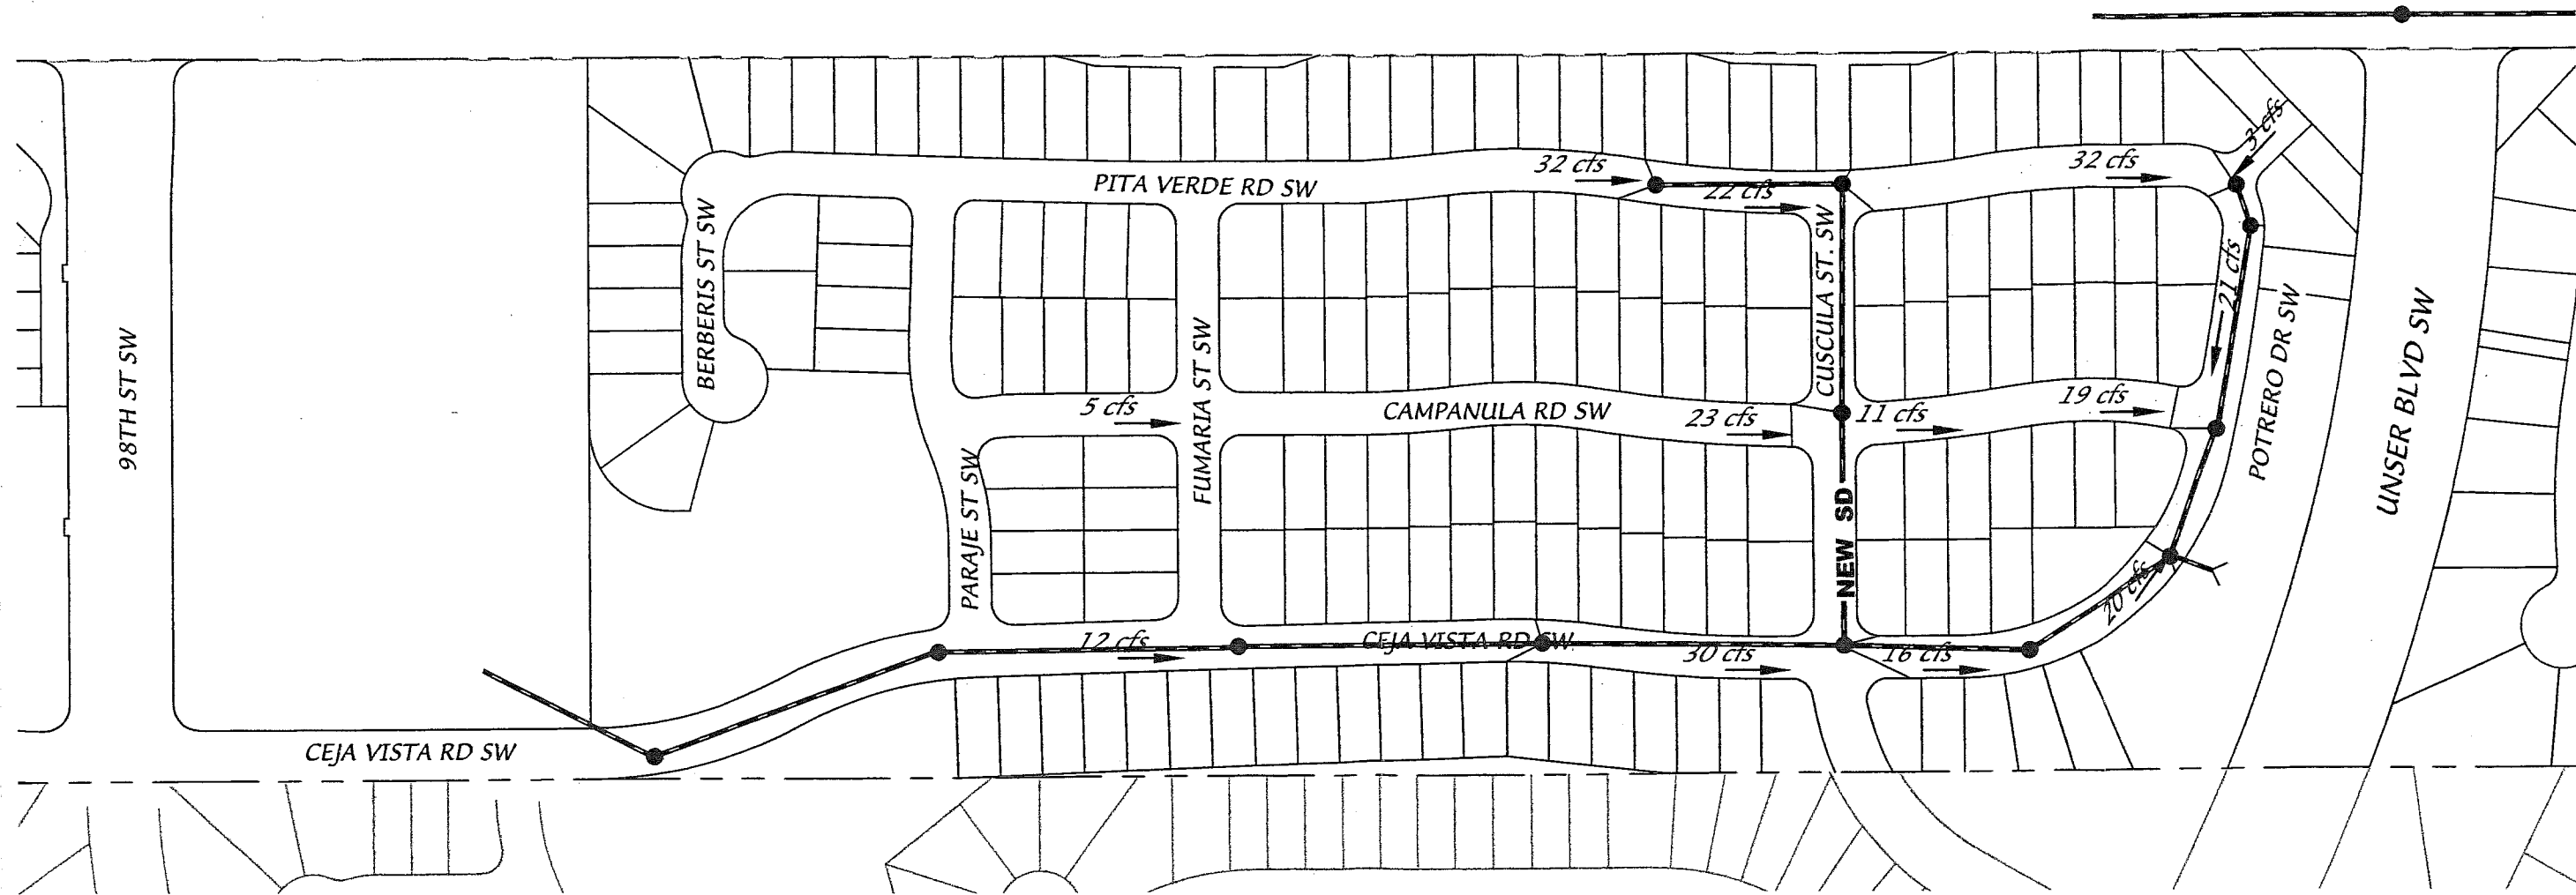 3 cfs
32 cfs
32 cfs
PITA VERDE RD SW
22 cfs
BERBERIS ST SW
CUSCULA ST. SW
21 cfs
98TH ST SW
FUMARIA ST SW
POTRERO DR SW
UNSER BLVD SW
5 cfs
CAMPANULA RD SW
23 cfs
11 cfs
19 cfs
PARAJE ST SW
NEW SD
20 cfs
12 cfs
CEJA VISTA RD SW
30 cfs
16 cfs
CEJA VISTA RD SW